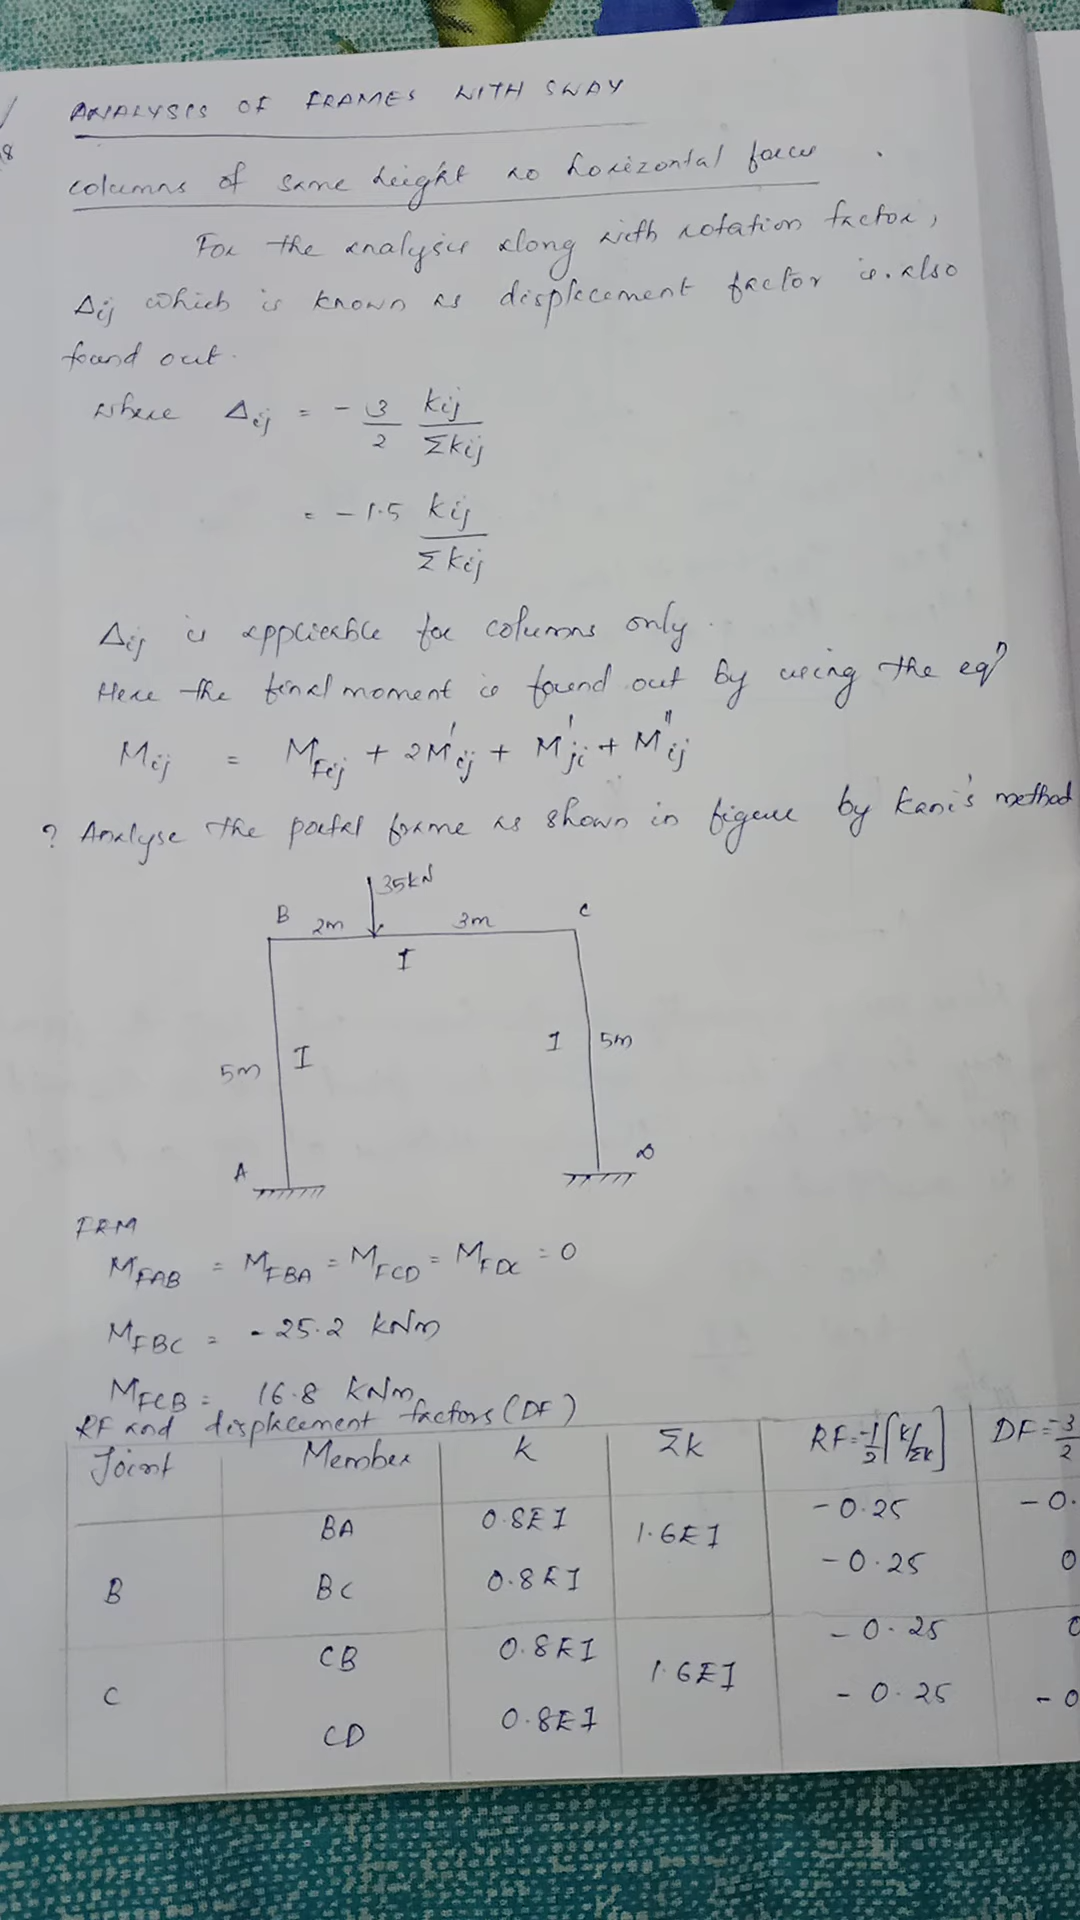 ANALYSIS OF FRAMES WITH SWAY
columns of same height no horizontal force
For the analysis along with rotation factor,
Δij which is known as displacement factor is also
found out.
where Δij = - 3/2 kij/Σkij
= - 1.5 kij/Σkij
Δij is applicable for columns only.
Here the final moment is found out by using the eqn
Mij = MFij + 2M'ij + M'ji + M''ij
? Analyse the portal frame as shown in figure by Kani's method
35kN
B 2m 3m C
I
5m I I 5m
A D
FEM
MFAB = MFBA = MFCD = MFDC = 0
MFBC = - 25.2 kNm
MFCB = 16.8 kNm
RF and displacement factors (DF)
Joint Member k Σk RF = -1/2 [k/Σk] DF = -3/2
BA 0.8EI 1.6EI -0.25 -0.
B BC 0.8EI -0.25 0
CB 0.8EI 1.6EI -0.25 0
C CD 0.8EI -0.25 -0
8